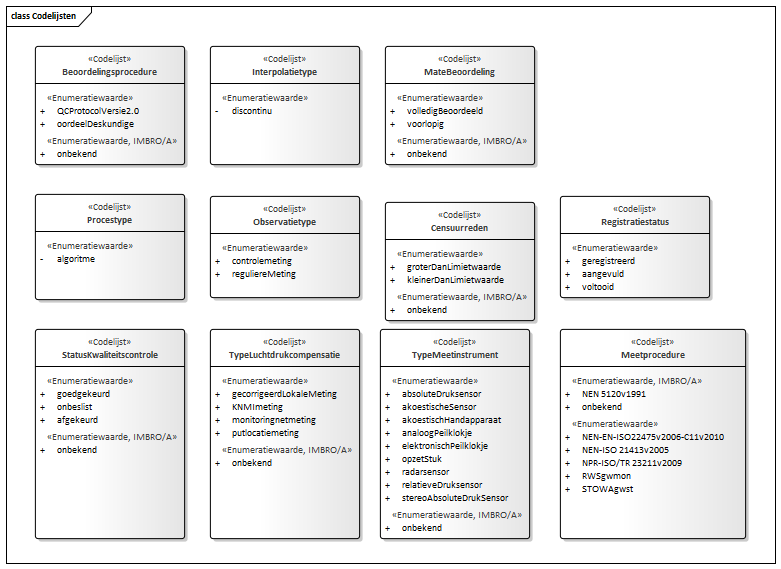 class Codelijsten
«Codelijst»
Beoordelingsprocedure
«Enumeratiewaarde»
+ QCProtocolVersie2.0
+ oordeelDeskundige
«Enumeratiewaarde, IMBRO/A»
+ onbekend
«Codelijst»
Interpolatietype
«Enumeratiewaarde»
- discontinu
«Codelijst»
MateBeoordeling
«Enumeratiewaarde»
+ volledigBeoordeeld
+ voorlopig
«Enumeratiewaarde, IMBRO/A»
+ onbekend
«Codelijst»
Procestype
«Enumeratiewaarde»
- algoritme
«Codelijst»
Observatietype
«Enumeratiewaarde»
+ controlemeting
+ reguliereMeting
«Codelijst»
Censuurreden
«Enumeratiewaarde»
+ groterDanLimietwaarde
+ kleinerDanLimietwaarde
«Enumeratiewaarde, IMBRO/A»
+ onbekend
«Codelijst»
Registratiestatus
«Enumeratiewaarde»
+ geregistreerd
+ aangevuld
+ voltooid
«Codelijst»
StatusKwaliteitscontrole
«Enumeratiewaarde»
+ goedgekeurd
+ onbeslist
+ afgekeurd
«Enumeratiewaarde, IMBRO/A»
+ onbekend
«Codelijst»
TypeLuchtdrukcompensatie
«Enumeratiewaarde»
+ gecorrigeerdLokaleMeting
+ KNMImeting
+ monitoringnetmeting
+ putlocatiemeting
«Enumeratiewaarde, IMBRO/A»
+ onbekend
«Codelijst»
TypeMeetinstrument
«Enumeratiewaarde»
+ absoluteDruksensor
+ akoestischeSensor
+ akoestischHandapparaat
+ analoogPeilklokje
+ elektronischPeilklokje
+ opzetStuk
+ radarsensor
+ relatieveDruksensor
+ stereoAbsoluteDrukSensor
«Enumeratiewaarde, IMBRO/A»
+ onbekend
«Codelijst»
Meetprocedure
«Enumeratiewaarde, IMBRO/A»
+ NEN 5120v1991
+ onbekend
«Enumeratiewaarde»
+ NEN-EN-ISO22475v2006-C11v2010
+ NEN-ISO 21413v2005
+ NPR-ISO/TR 23211v2009
+ RWSgwmon
+ STOWAgwst